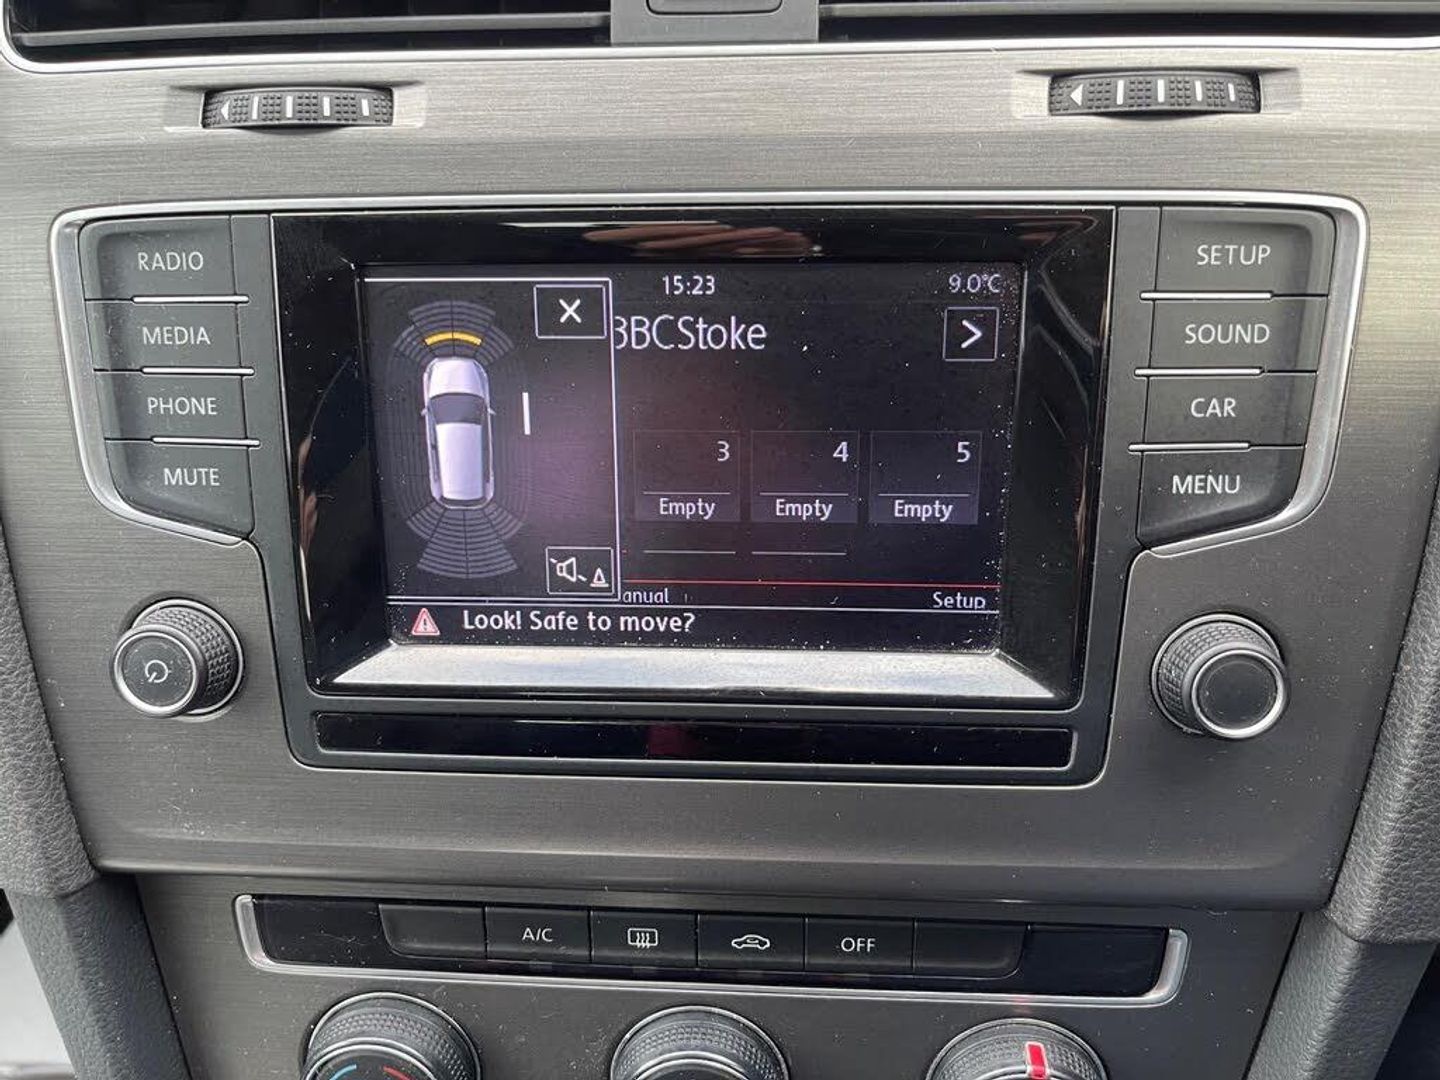 RADIO
MEDIA
PHONE
MUTE
15:23
9.0°C
BBCStoke
3
4
5
Empty
Empty
Empty
anual
Setup
Look! Safe to move?
SETUP
SOUND
CAR
MENU
A/C
OFF